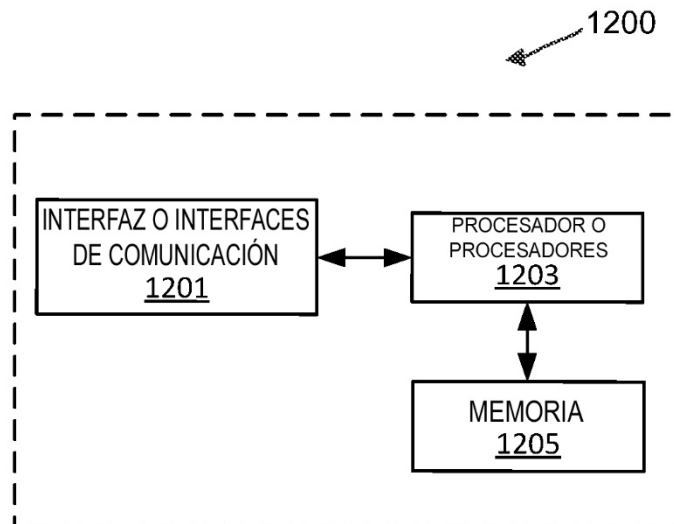 1200
INTERFAZ O INTERFACES
DE COMUNICACIÓN
1201
PROCESADOR O
PROCESADORES
1203
MEMORIA
1205